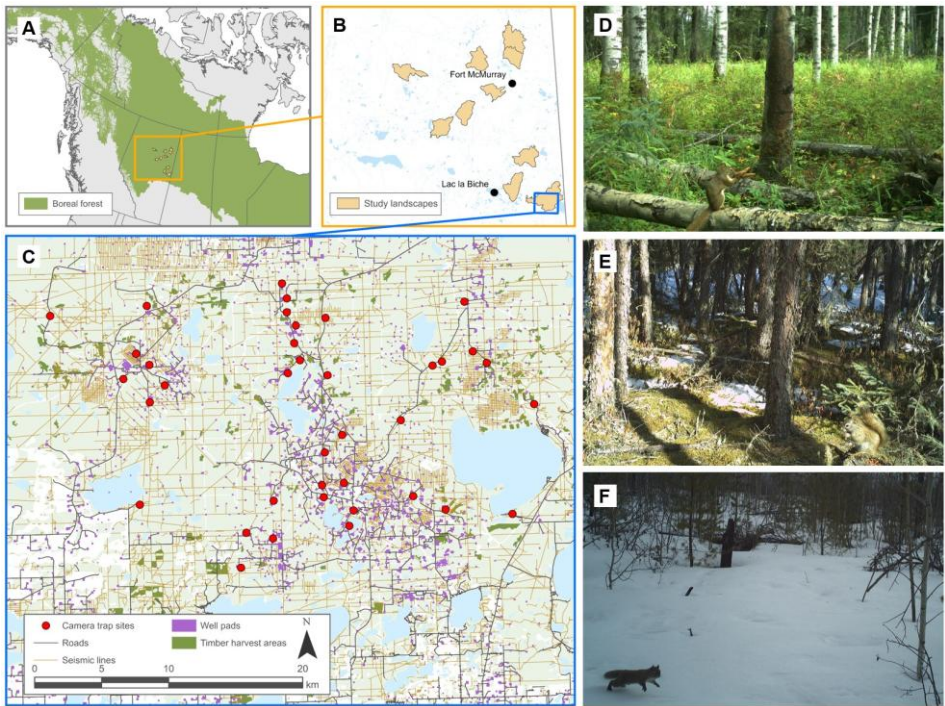 A
Boreal forest
B
Fort McMurray
Lac la Biche
Study landscapes
C
Camera trap sites
Roads
Seismic lines
Well pads
Timber harvest areas
N
0 5 10 20
km
D
E
F